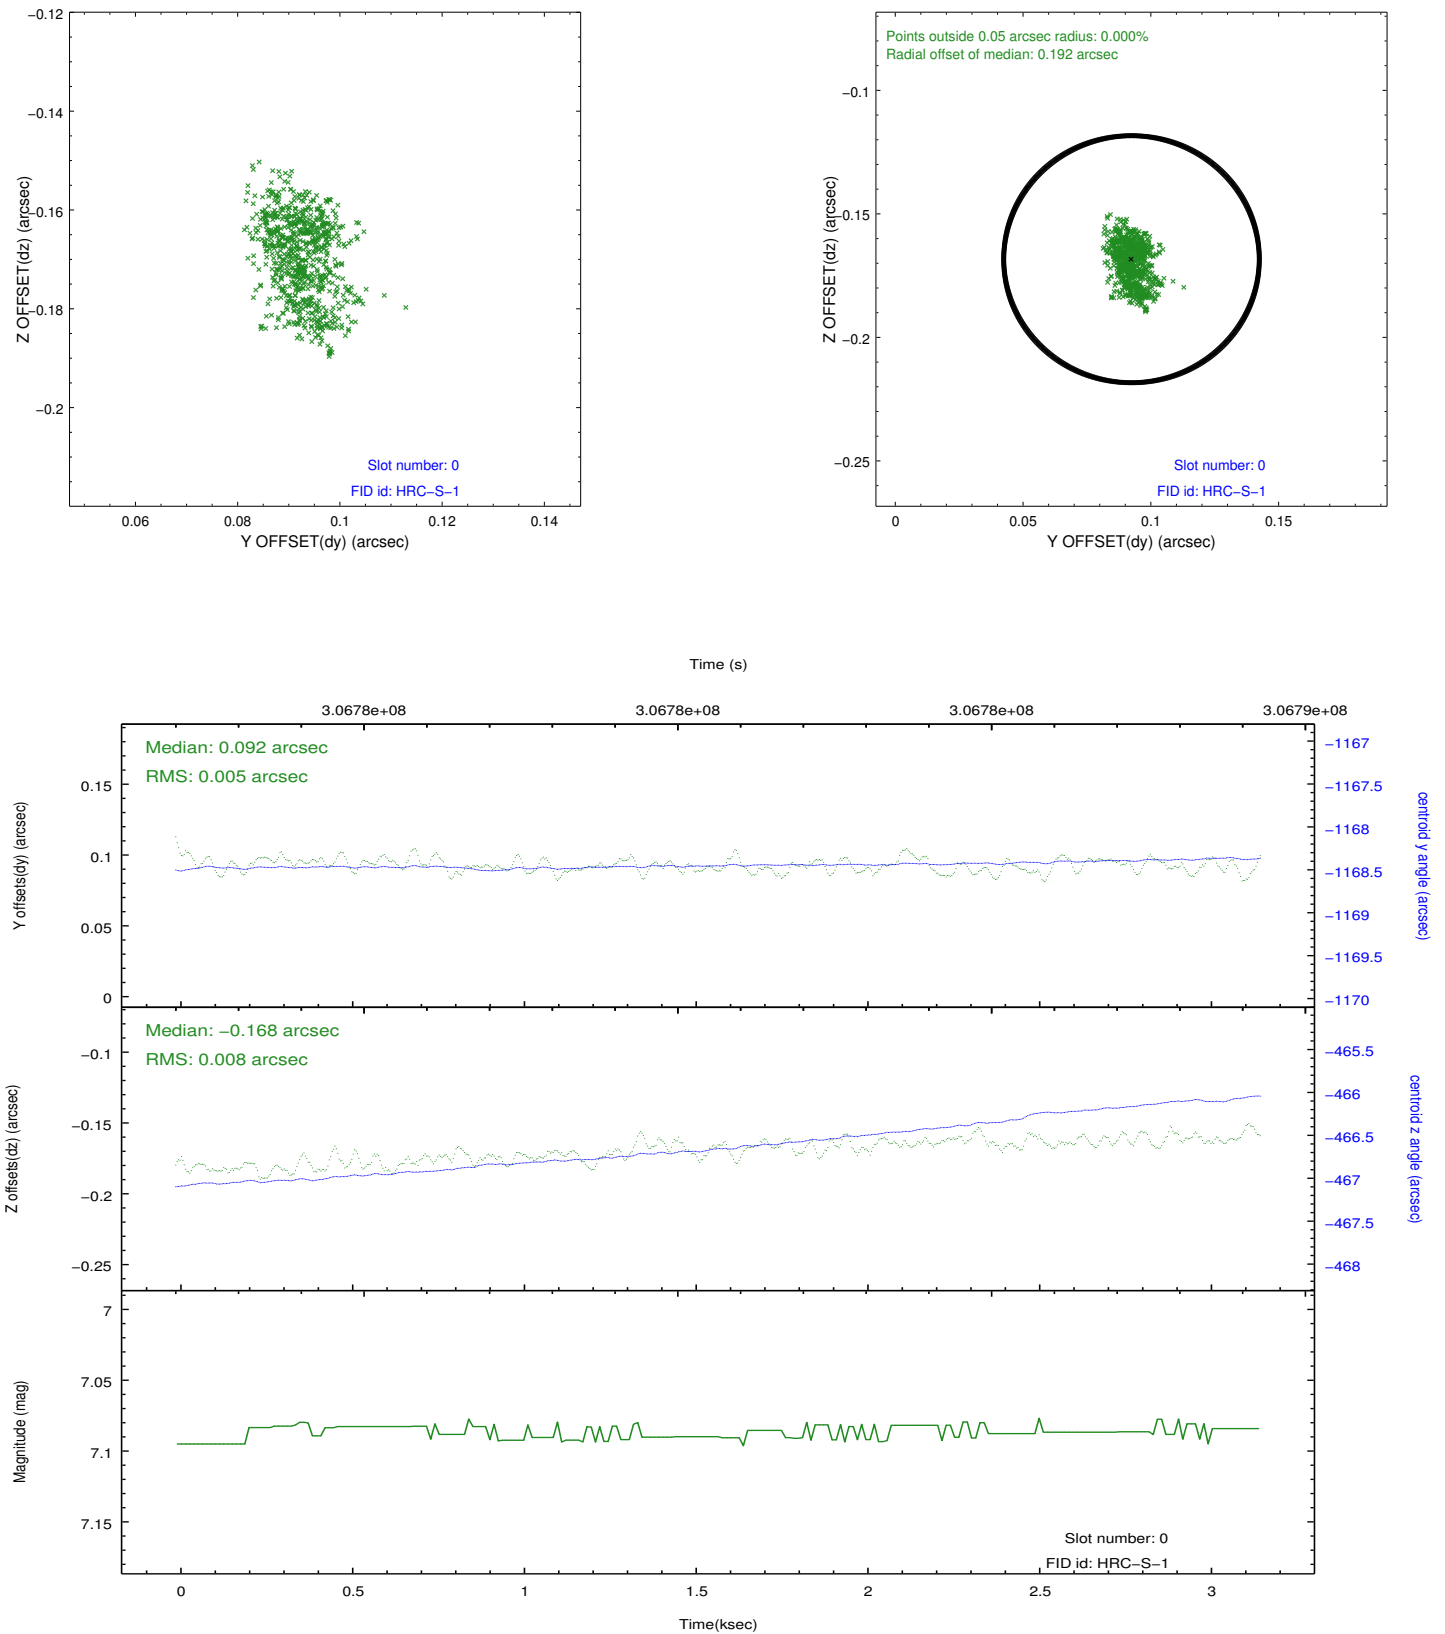 −0.12
−0.14
−0.16
−0.18
−0.2
Z OFFSET(dz) (arcsec)
Slot number: 0
FID id: HRC−S−1
0.06 0.08 0.1 0.12 0.14
Y OFFSET(dy) (arcsec)
Points outside 0.05 arcsec radius: 0.000%
Radial offset of median: 0.192 arcsec
−0.1
−0.15
−0.2
−0.25
Z OFFSET(dz) (arcsec)
Slot number: 0
FID id: HRC−S−1
0 0.05 0.1 0.15
Y OFFSET(dy) (arcsec)
Time (s)
3.0678e+08 3.0678e+08 3.0678e+08 3.0679e+08
Median: 0.092 arcsec
RMS: 0.005 arcsec
0.15
0.1
0.05
0
Y offsets(dy) (arcsec)
−1167
−1167.5
−1168
−1168.5
−1169
−1169.5
−1170
centroid y angle (arcsec)
Median: −0.168 arcsec
RMS: 0.008 arcsec
−0.1
−0.15
−0.2
−0.25
Z offsets(dz) (arcsec)
−465.5
−466
−466.5
−467
−467.5
−468
centroid z angle (arcsec)
7
7.05
7.1
7.15
Magnitude (mag)
Slot number: 0
FID id: HRC−S−1
0 0.5 1 1.5 2 2.5 3
Time(ksec)